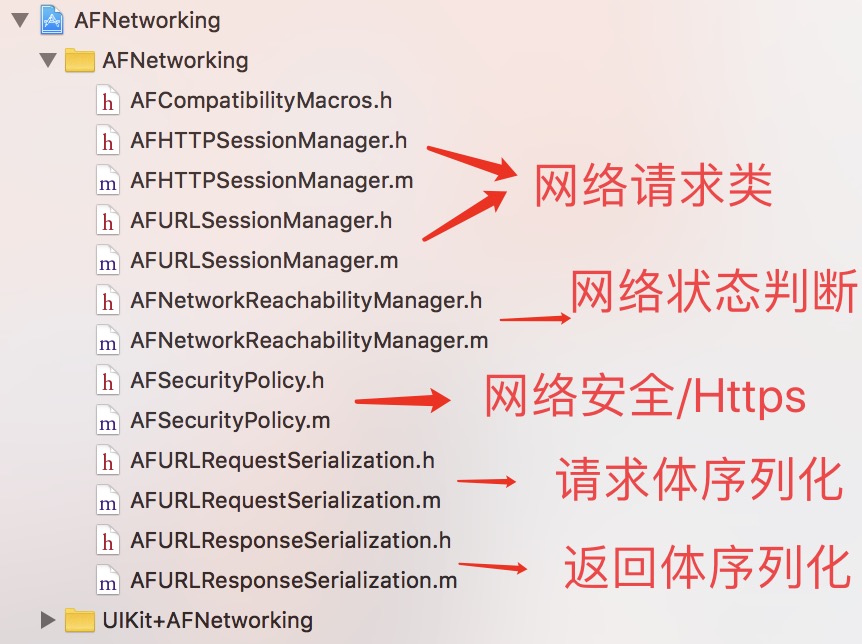 AFNetworking
AFNetworking
AFCompatibilityMacros.h
AFHTTPSessionManager.h
AFHTTPSessionManager.m
网络请求类
AFURLSessionManager.h
AFURLSessionManager.m
AFNetworkReachabilityManager.h
网络状态判断
AFNetworkReachabilityManager.m
AFSecurityPolicy.h
网络安全/Https
AFSecurityPolicy.m
AFURLRequestSerialization.h
请求体序列化
AFURLRequestSerialization.m
AFURLResponseSerialization.h
返回体序列化
AFURLResponseSerialization.m
UIKit+AFNetworking